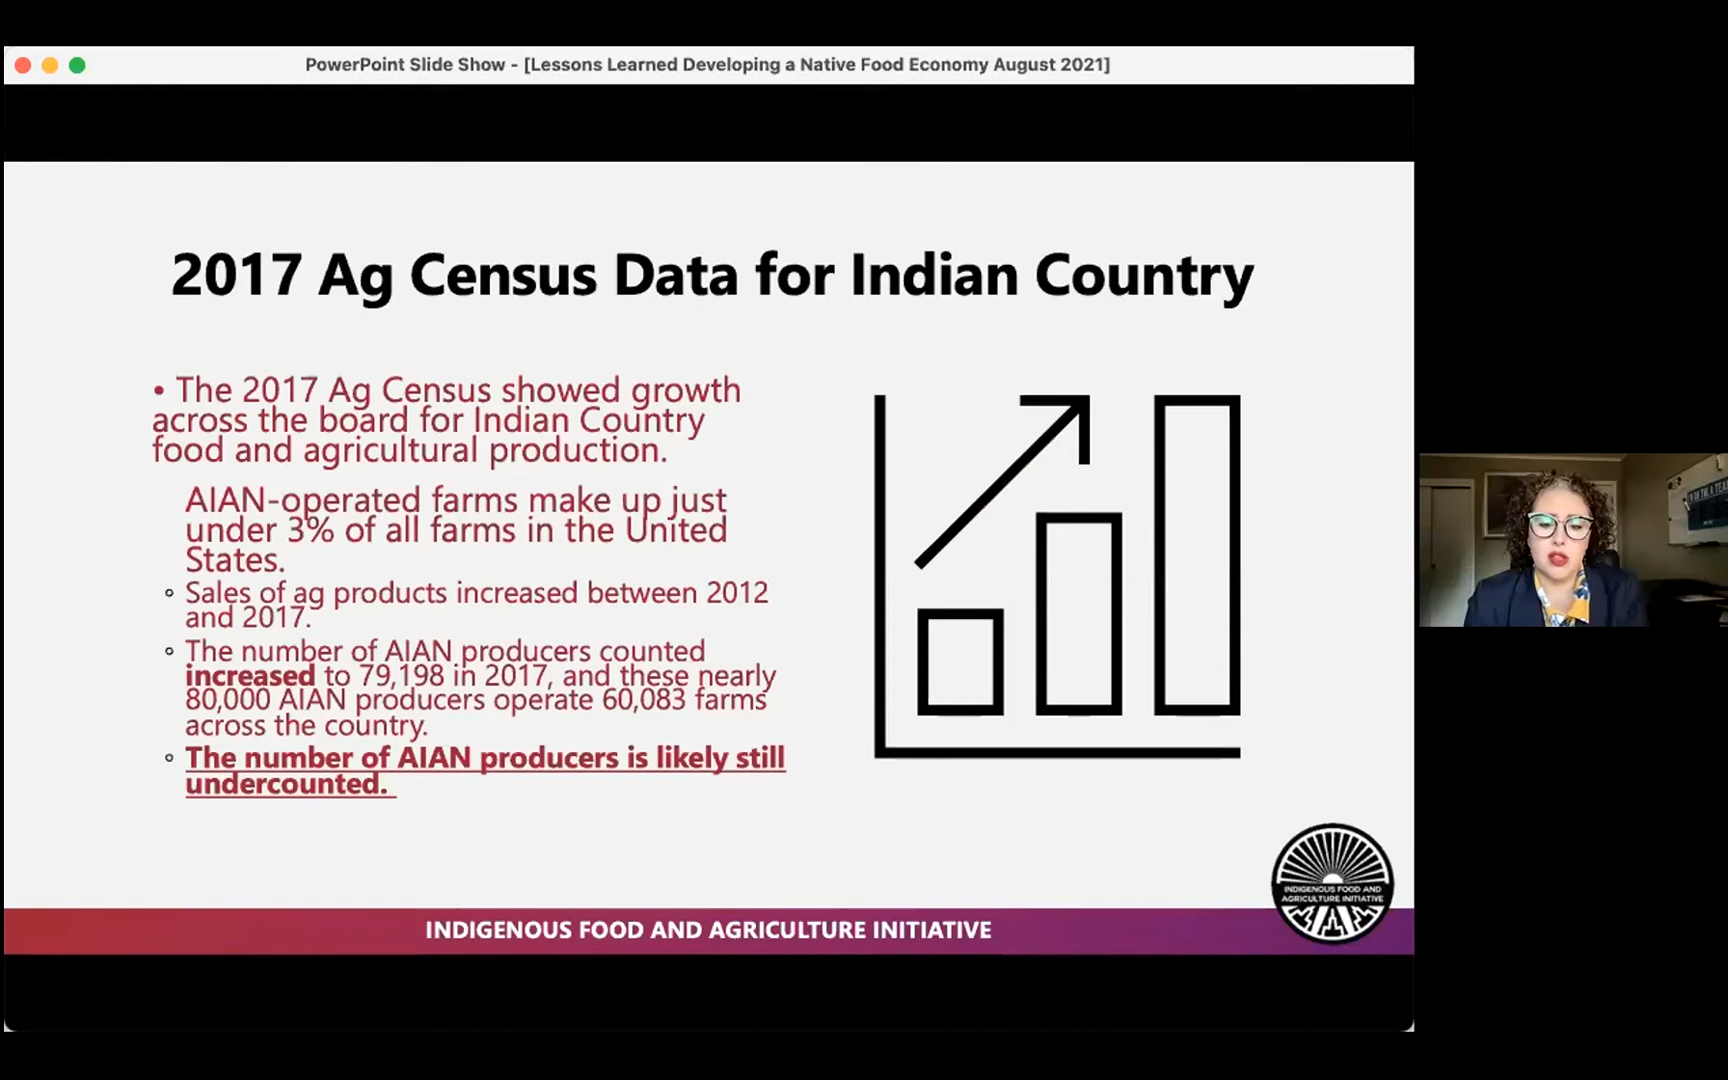 PowerPoint Slide Show - [Lessons Learned Developing a Native Food Economy August 2021]
2017 Ag Census Data for Indian Country
• The 2017 Ag Census showed growth
across the board for Indian Country
food and agricultural production.
AIAN-operated farms make up just
under 3% of all farms in the United
States.
Sales of ag products increased between 2012
and 2017.
The number of AIAN producers counted
increased to 79,198 in 2017, and these nearly
80,000 AIAN producers operate 60,083 farms
across the country.
The number of AIAN producers is likely still
undercounted.
INDIGENOUS FOOD AND
AGRICULTURE INITIATIVE
INDIGENOUS FOOD AND AGRICULTURE INITIATIVE